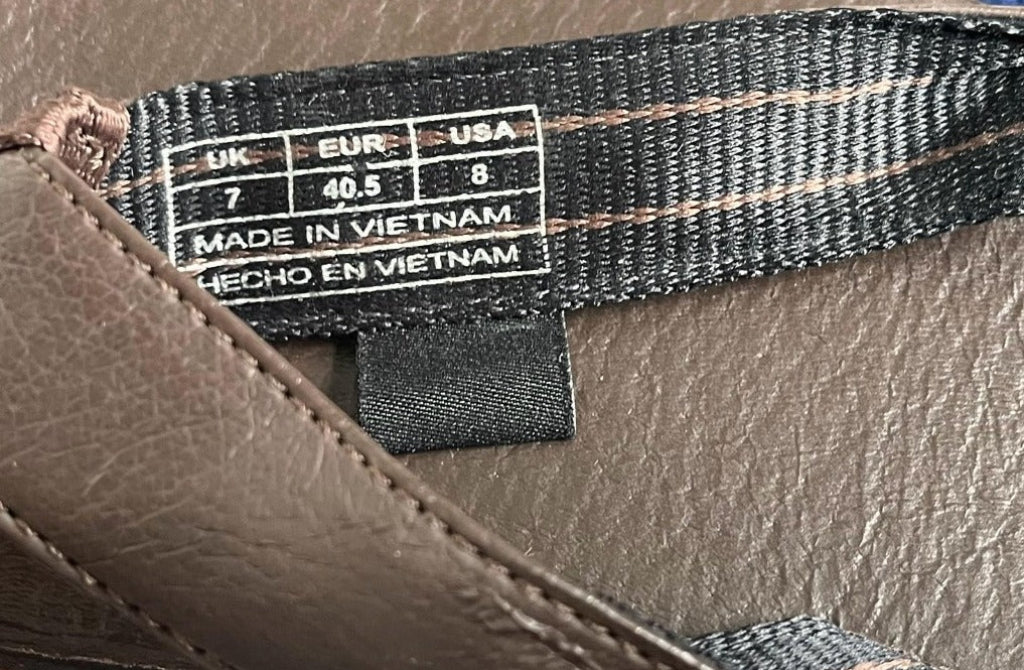 UK EUR USA
7 40.5 8
MADE IN VIETNAM
HECHO EN VIETNAM